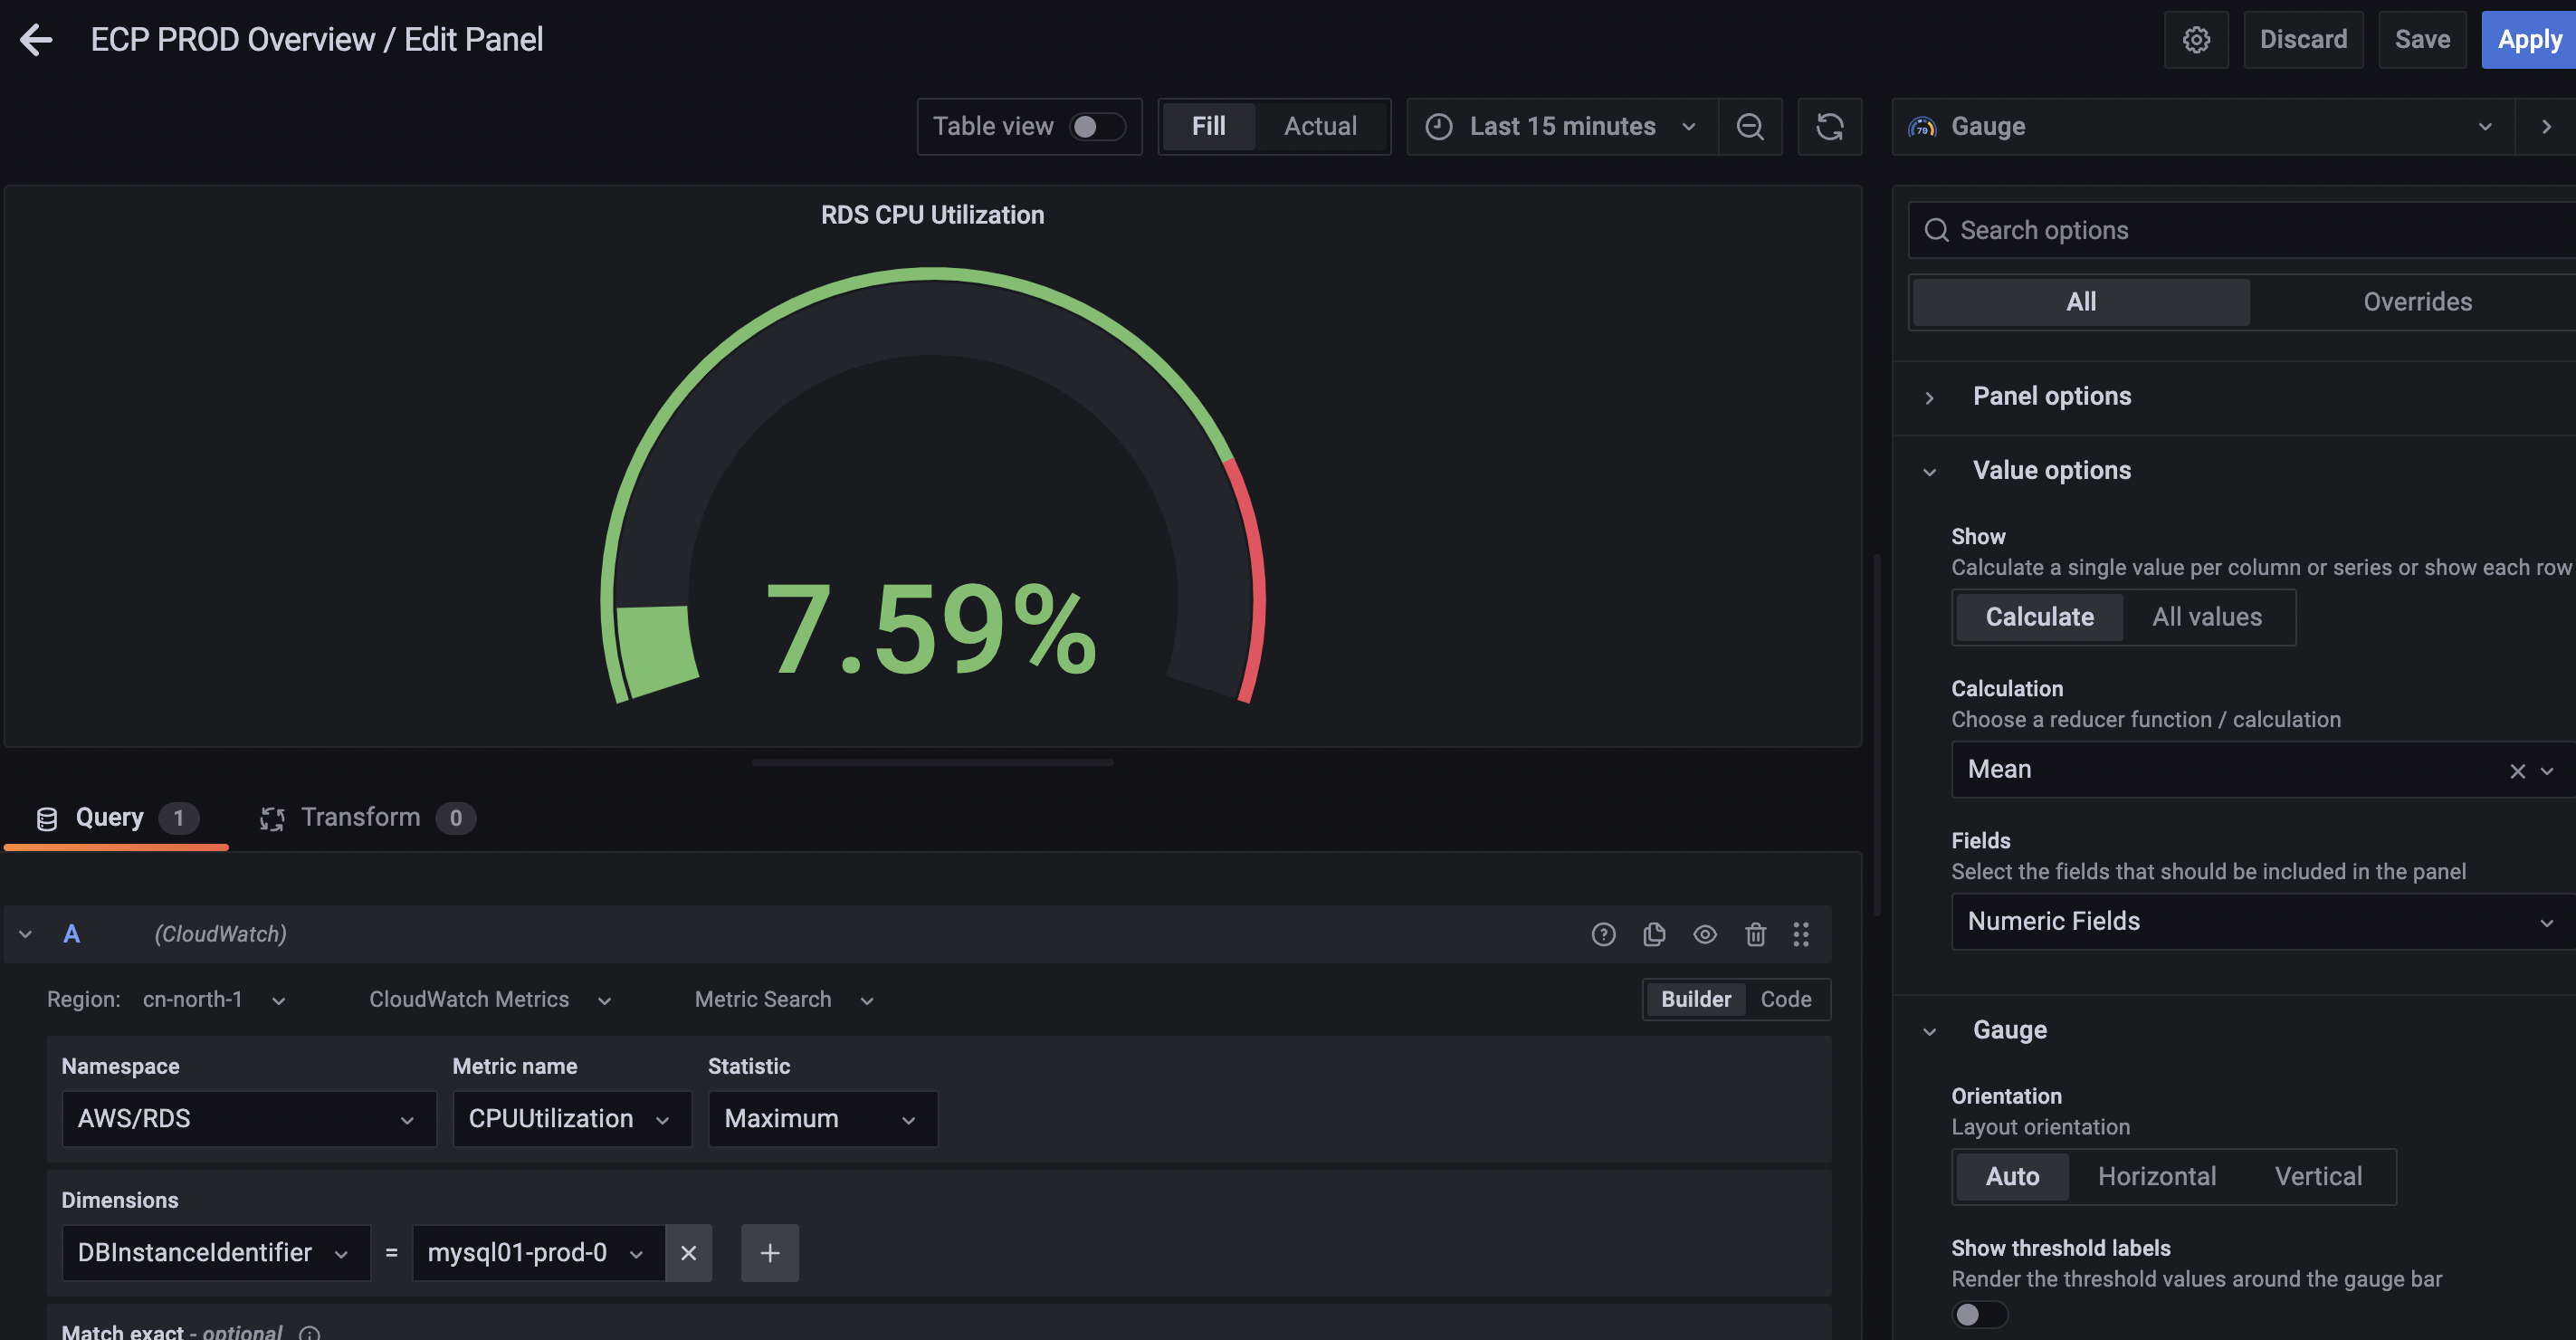 ECP PROD Overview / Edit Panel
Discard
Save
Apply
Table view
Fill
Actual
Last 15 minutes
79
Gauge
RDS CPU Utilization
7.59%
Search options
All
Overrides
Panel options
Value options
Show
Calculate a single value per column or series or show each row
Calculate
All values
Calculation
Choose a reducer function / calculation
Mean
Fields
Select the fields that should be included in the panel
Numeric Fields
Gauge
Orientation
Layout orientation
Auto
Horizontal
Vertical
Show threshold labels
Render the threshold values around the gauge bar
Query 1
Transform 0
A (CloudWatch)
Region: cn-north-1
CloudWatch Metrics
Metric Search
Builder
Code
Namespace
Metric name
Statistic
AWS/RDS
CPUUtilization
Maximum
Dimensions
DBInstanceIdentifier = mysql01-prod-0
Match exact - optional